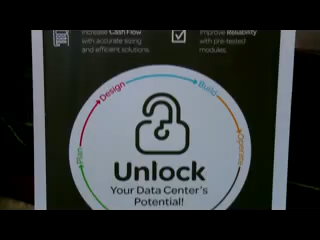 Increase Cash Flow
with accurate sizing
and efficient solutions.
Improve Reliability
with pre-tested
modules.
Plan
Design
Build
Operate
Unlock
Your Data Center's
Potential!